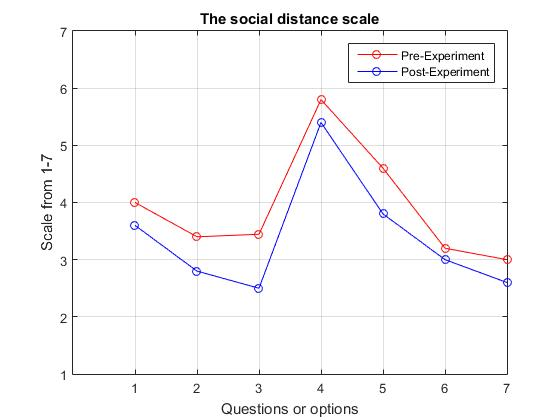 The social distance scale
7
6
5
4
3
2
1
Scale from 1-7
Pre-Experiment
Post-Experiment
1 2 3 4 5 6 7
Questions or options